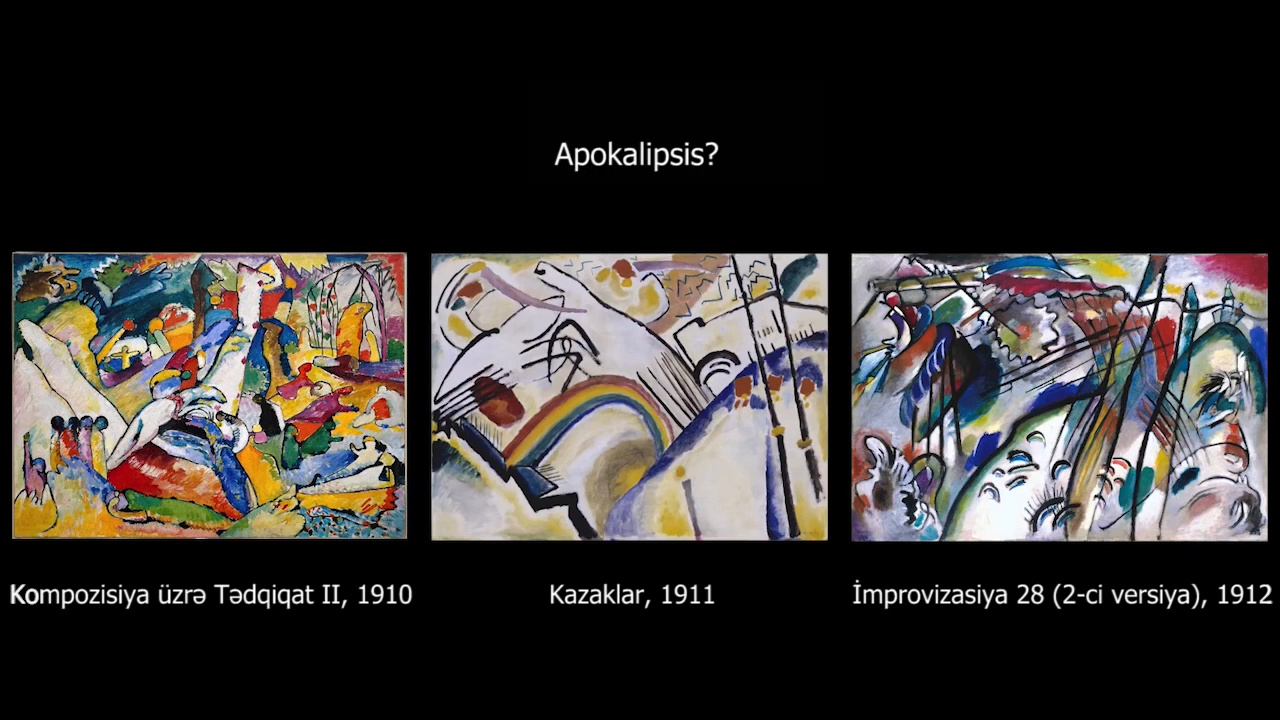 Apokalipsis?
Kompozisiya üzrə Tədqiqat II, 1910
Kazaklar, 1911
İmprovizasiya 28 (2-ci versiya), 1912